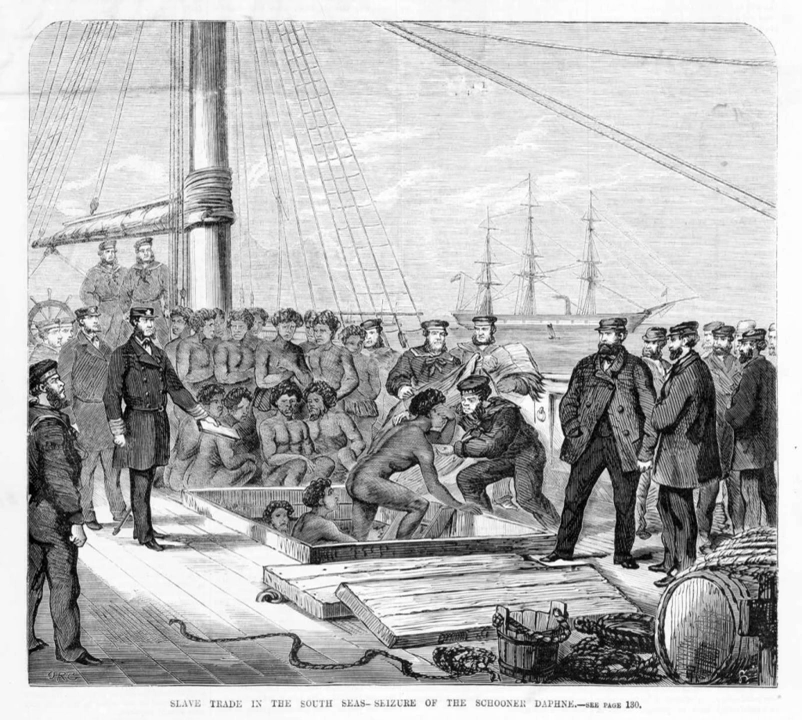 SLAVE TRADE IN THE SOUTH SEAS-SEIZURE OF THE SCHOONER DAPHNE.—SEE PAGE 130.